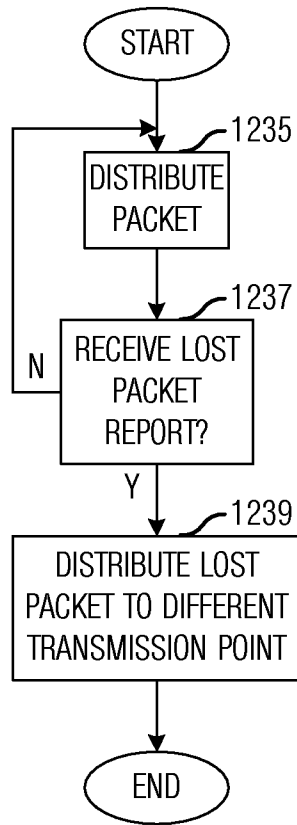 START
1235
DISTRIBUTE
PACKET
1237
RECEIVE LOST
PACKET
REPORT?
N
Y
1239
DISTRIBUTE LOST
PACKET TO DIFFERENT
TRANSMISSION POINT
END